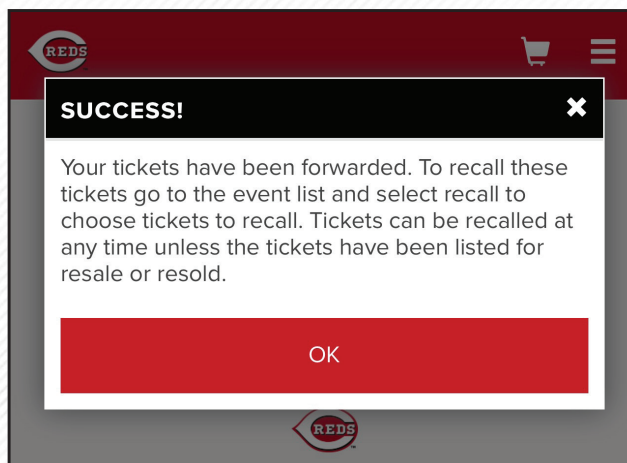 REDS
SUCCESS!
Your tickets have been forwarded. To recall these
tickets go to the event list and select recall to
choose tickets to recall. Tickets can be recalled at
any time unless the tickets have been listed for
resale or resold.
OK
REDS